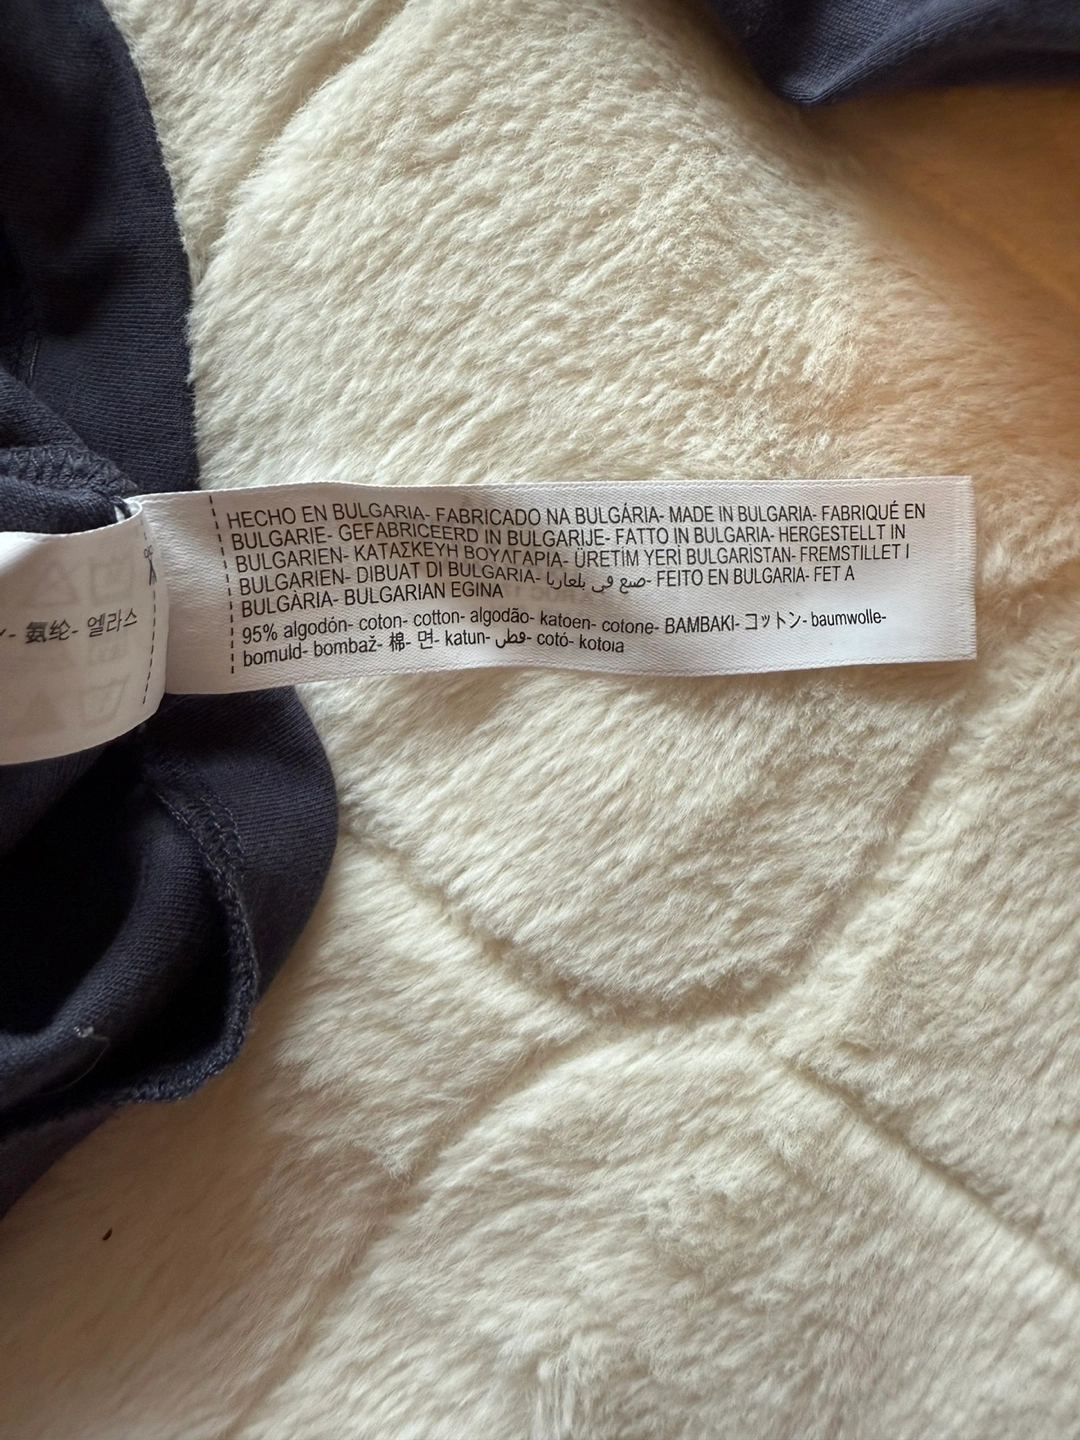 HECHO EN BULGARIA- FABRICADO NA BULGÁRIA- MADE IN BULGARIA- FABRIQUÉ EN
BULGARIE- GEFABRICEERD IN BULGARIJE- FATTO IN BULGARIA- HERGESTELLT IN
BULGARIEN- ΚΑΤΑΣΚΕΥΗ ΒΟΥΛΓΑΡΙΑ- ÜRETİM YERİ BULGARİSTAN- FREMSTILLET I
BULGARIEN- DIBUAT DI BULGARIA- صنع في بلغاريا- FEITO EN BULGARIA- FET A
BULGÀRIA- BULGARIAN EGINA
95% algodón- coton- cotton- algodão- katoen- cotone- BAMBAKI- コットン- baumwolle-
bomuld- bombaž- 棉- 면- katun- قطن- cotó- kotoia
- 氨纶- 엘라스